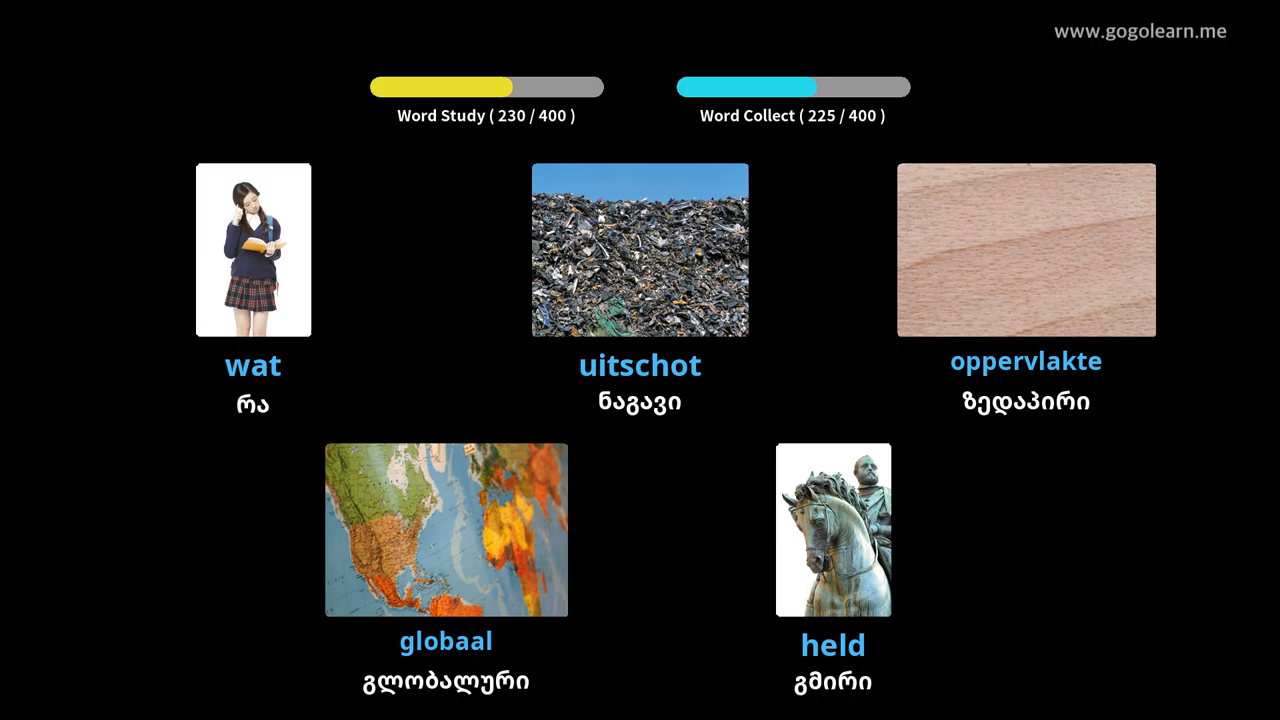 www.gogolearn.me
Word Study ( 230 / 400 )
Word Collect ( 225 / 400 )
wat
რა
uitschot
ნაგავი
oppervlakte
ზედაპირი
globaal
გლობალური
held
გმირი